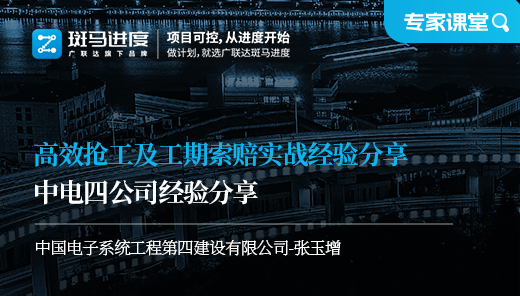 专家课堂
斑马进度
广联达旗下品牌
项目可控，从进度开始
做计划，就选广联达斑马进度
高效抢工及工期索赔实战经验分享
中电四公司经验分享
中国电子系统工程第四建设有限公司-张玉增